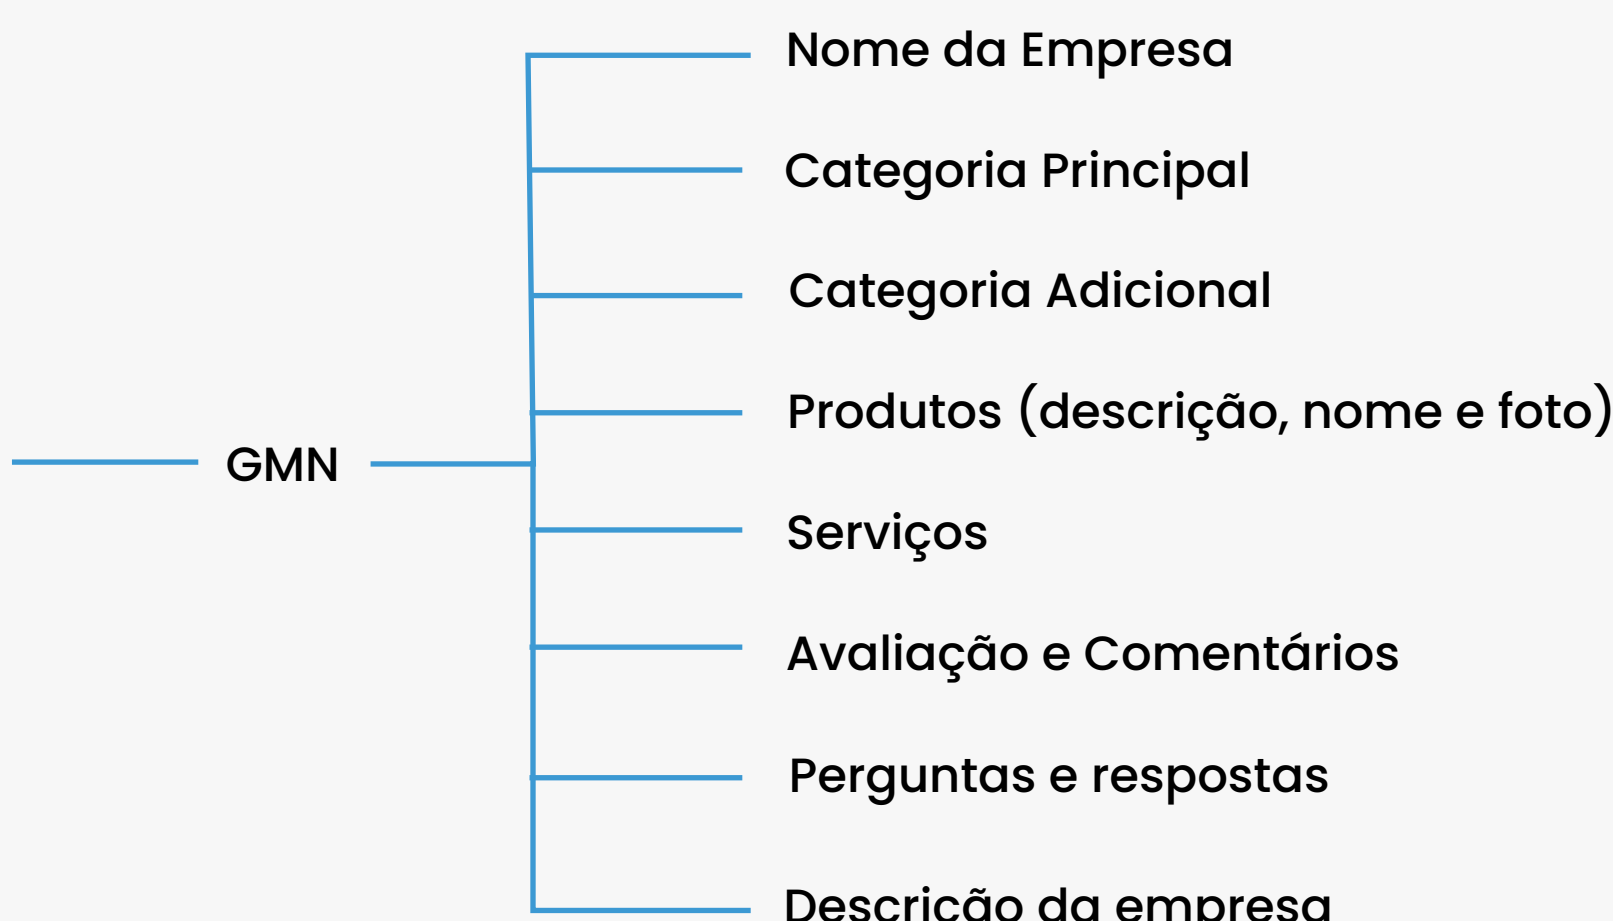 Nome da Empresa
Categoria Principal
Categoria Adicional
Produtos (descrição, nome e foto)
GMN
Serviços
Avaliação e Comentários
Perguntas e respostas
Descrição da empresa